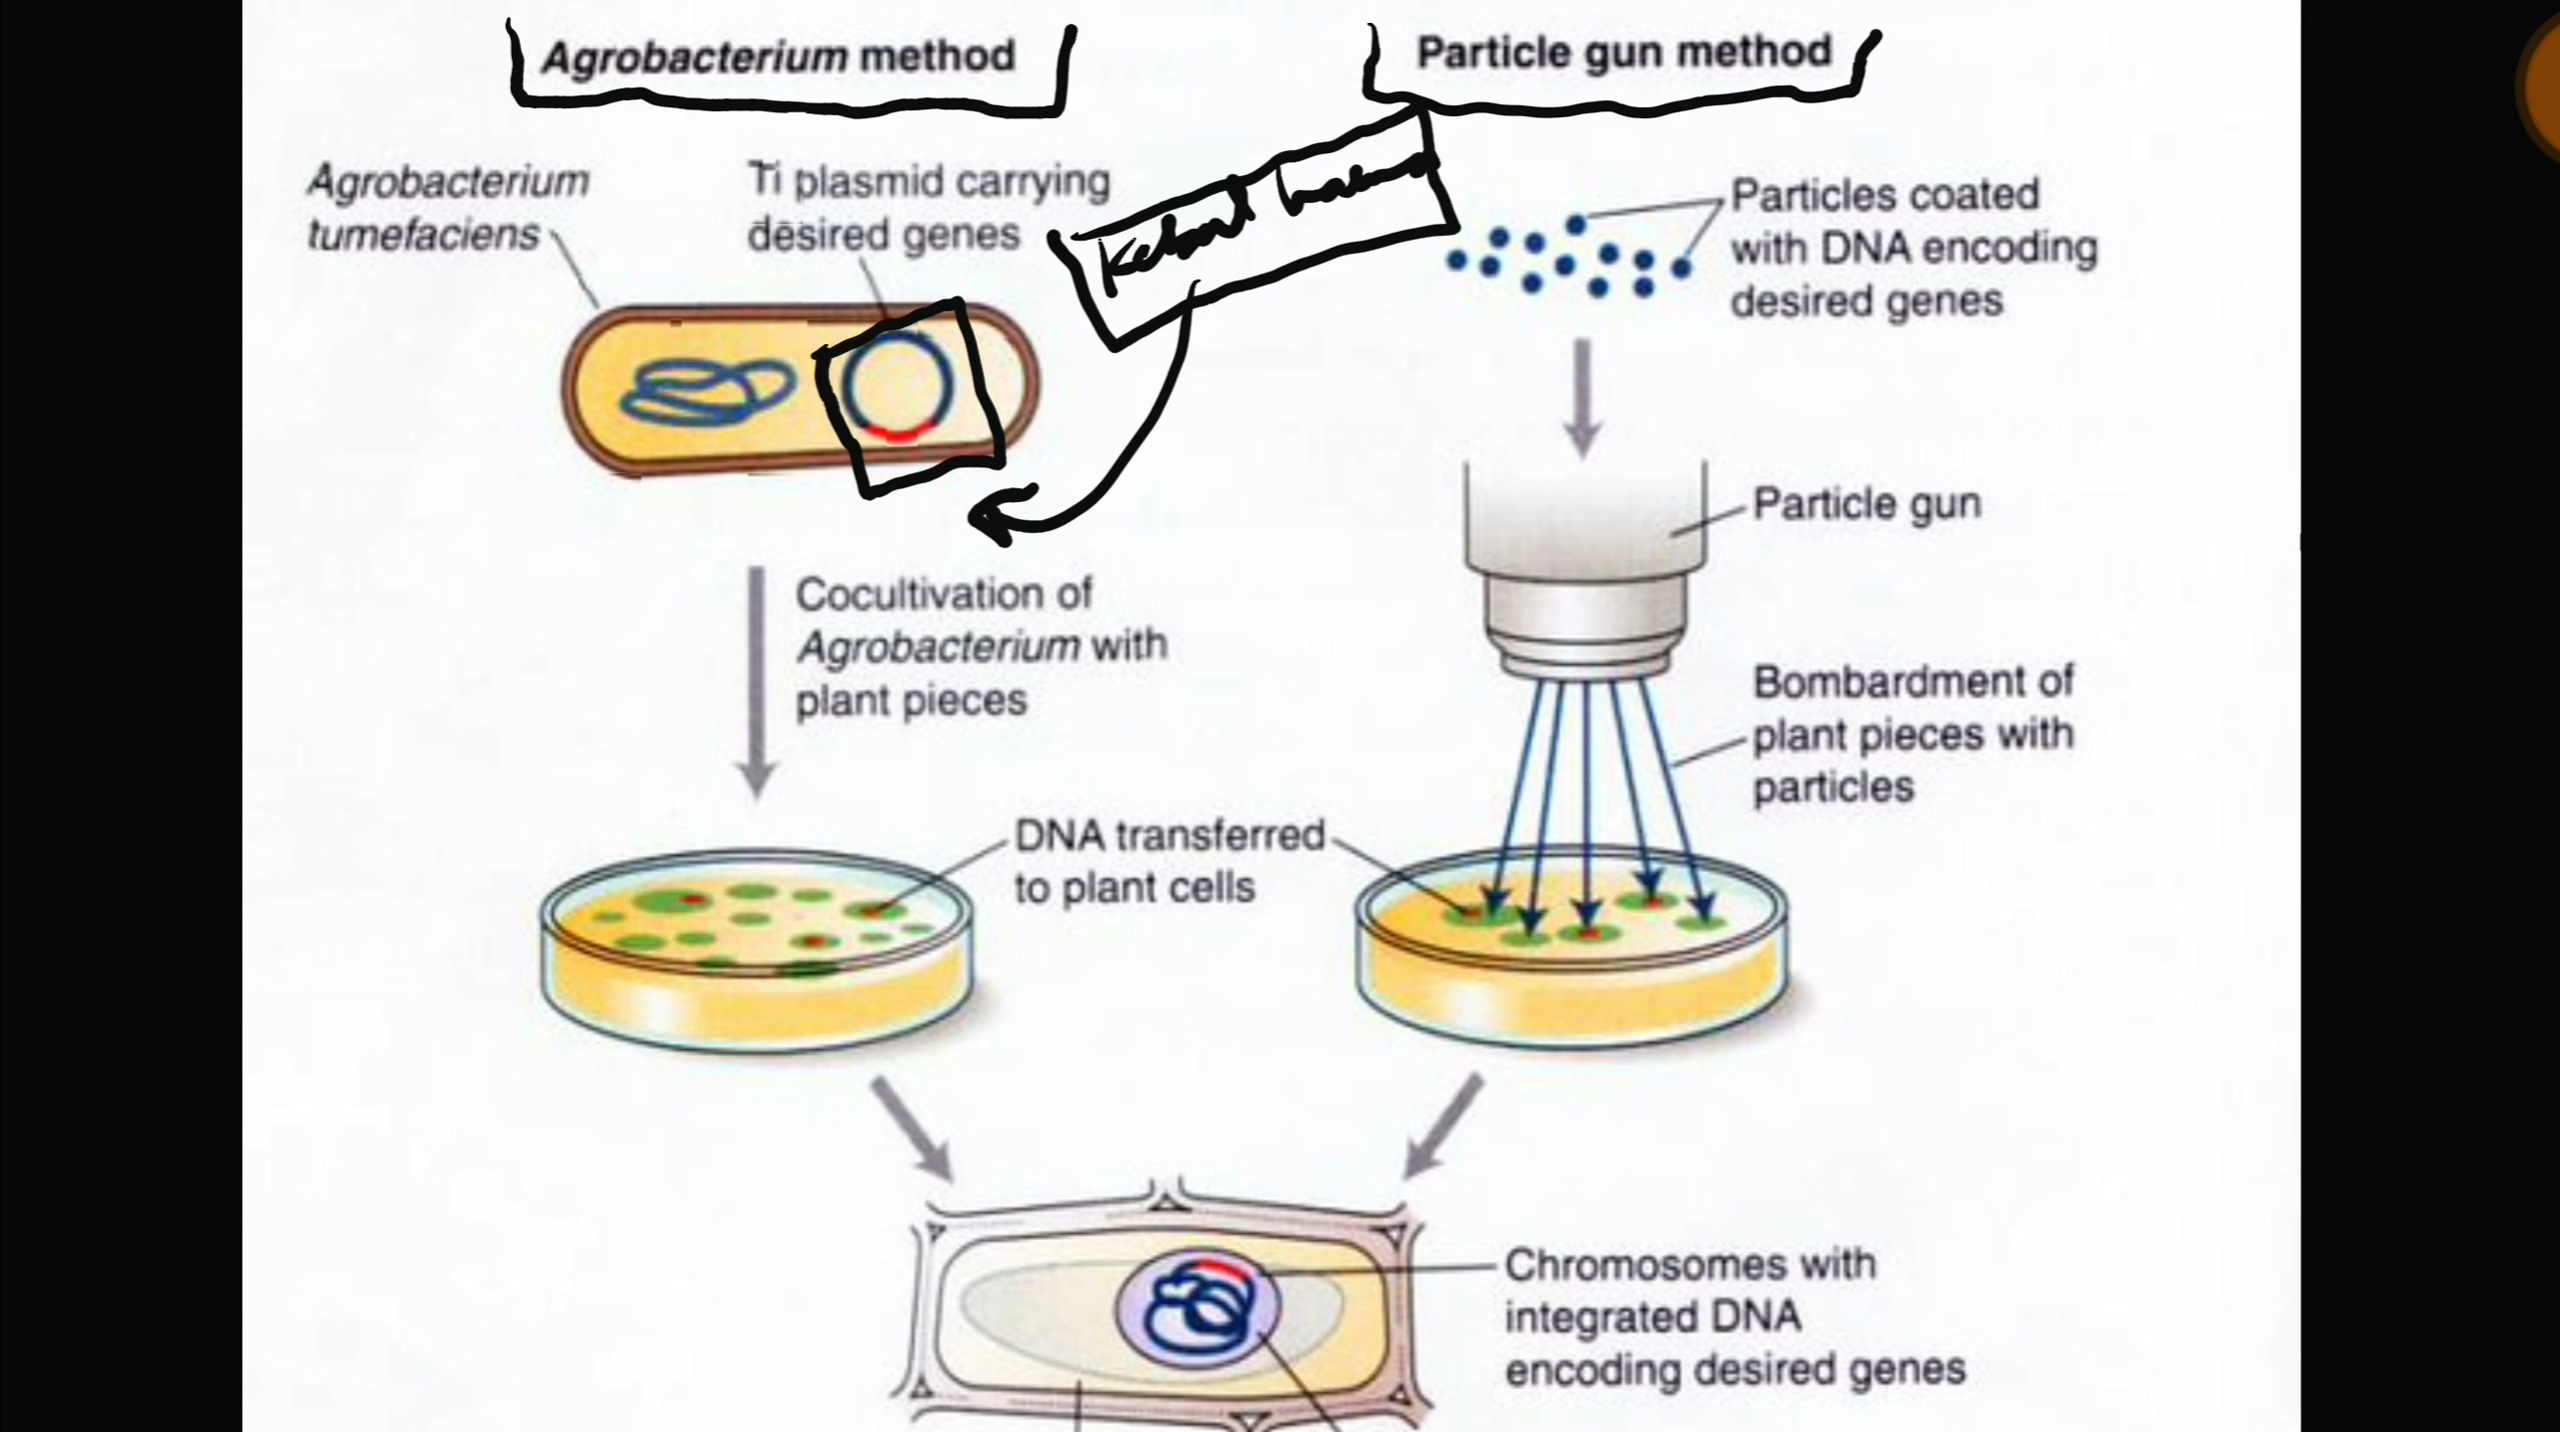 Agrobacterium method
Agrobacterium
tumefaciens
Ti plasmid carrying
desired genes
Cocultivation of
Agrobacterium with
plant pieces
DNA transferred
to plant cells
Particle gun method
Particles coated
with DNA encoding
desired genes
Particle gun
Bombardment of
plant pieces with
particles
Chromosomes with
integrated DNA
encoding desired genes